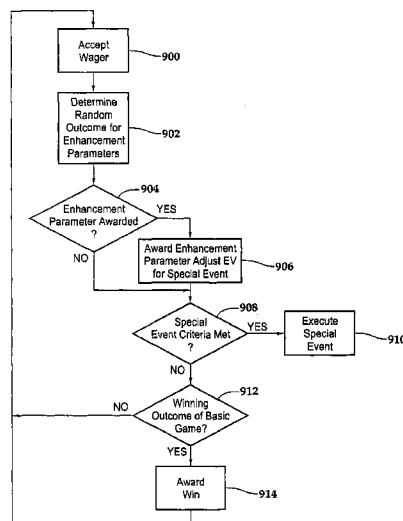 Accept
Wager
900
Determine
Random
Outcome for
Enhancement
Parameters
902
904
Enhancement
Parameter Awarded
?
YES
NO
Award Enhancement
Parameter Adjust EV
for Special Event
906
908
Special
Event Criteria Met
?
YES
Execute
Special
Event
910
NO
912
Winning
Outcome of Basic
Game?
NO
YES
Award
Win
914